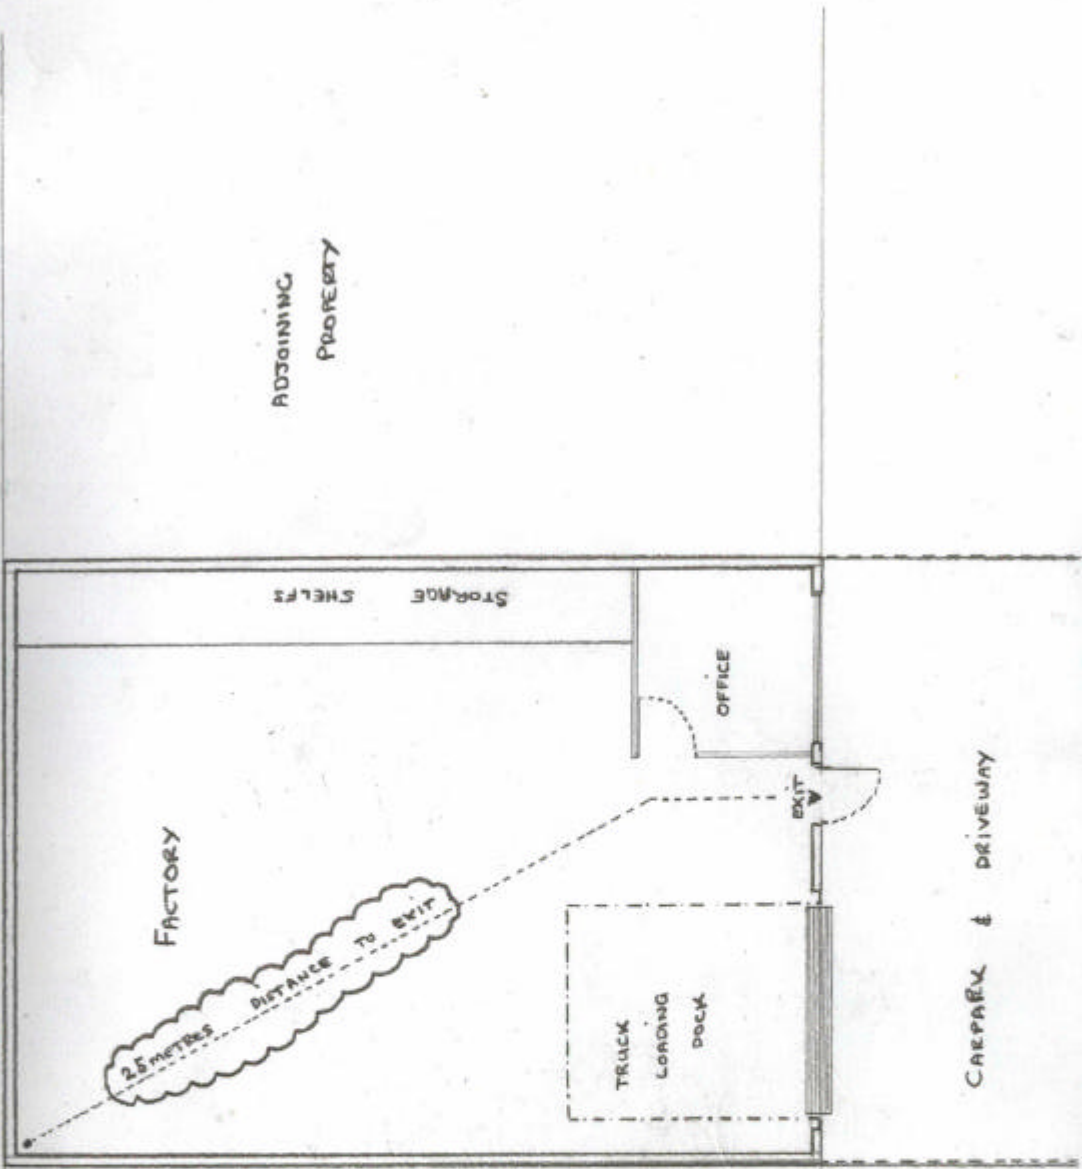 ADJOINING
PROPERTY
STORAGE SHELFS
FACTORY
OFFICE
25 METRES DISTANCE TO EXIT
EXIT
TRUCK
LOADING
DOCK
CARPARK & DRIVEWAY